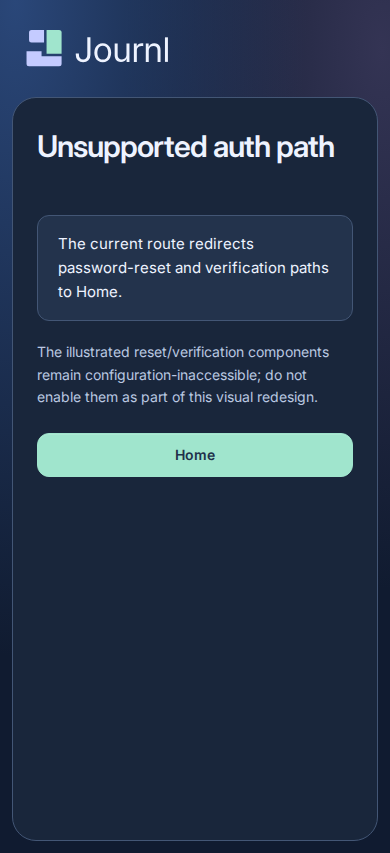 Journl
Unsupported auth path
The current route redirects
password-reset and verification paths
to Home.
The illustrated reset/verification components
remain configuration-inaccessible; do not
enable them as part of this visual redesign.
Home